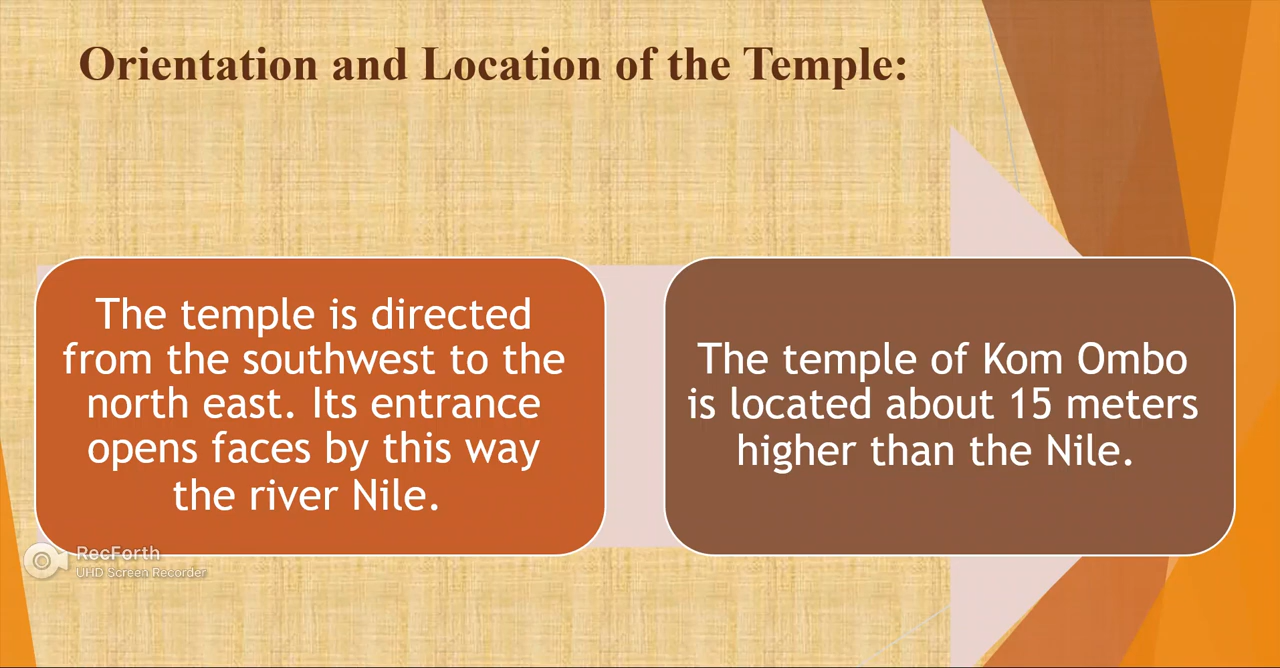 Orientation and Location of the Temple:
The temple is directed
from the southwest to the
north east. Its entrance
opens faces by this way
the river Nile.
The temple of Kom Ombo
is located about 15 meters
higher than the Nile.
RecForth
UHD Screen Recorder